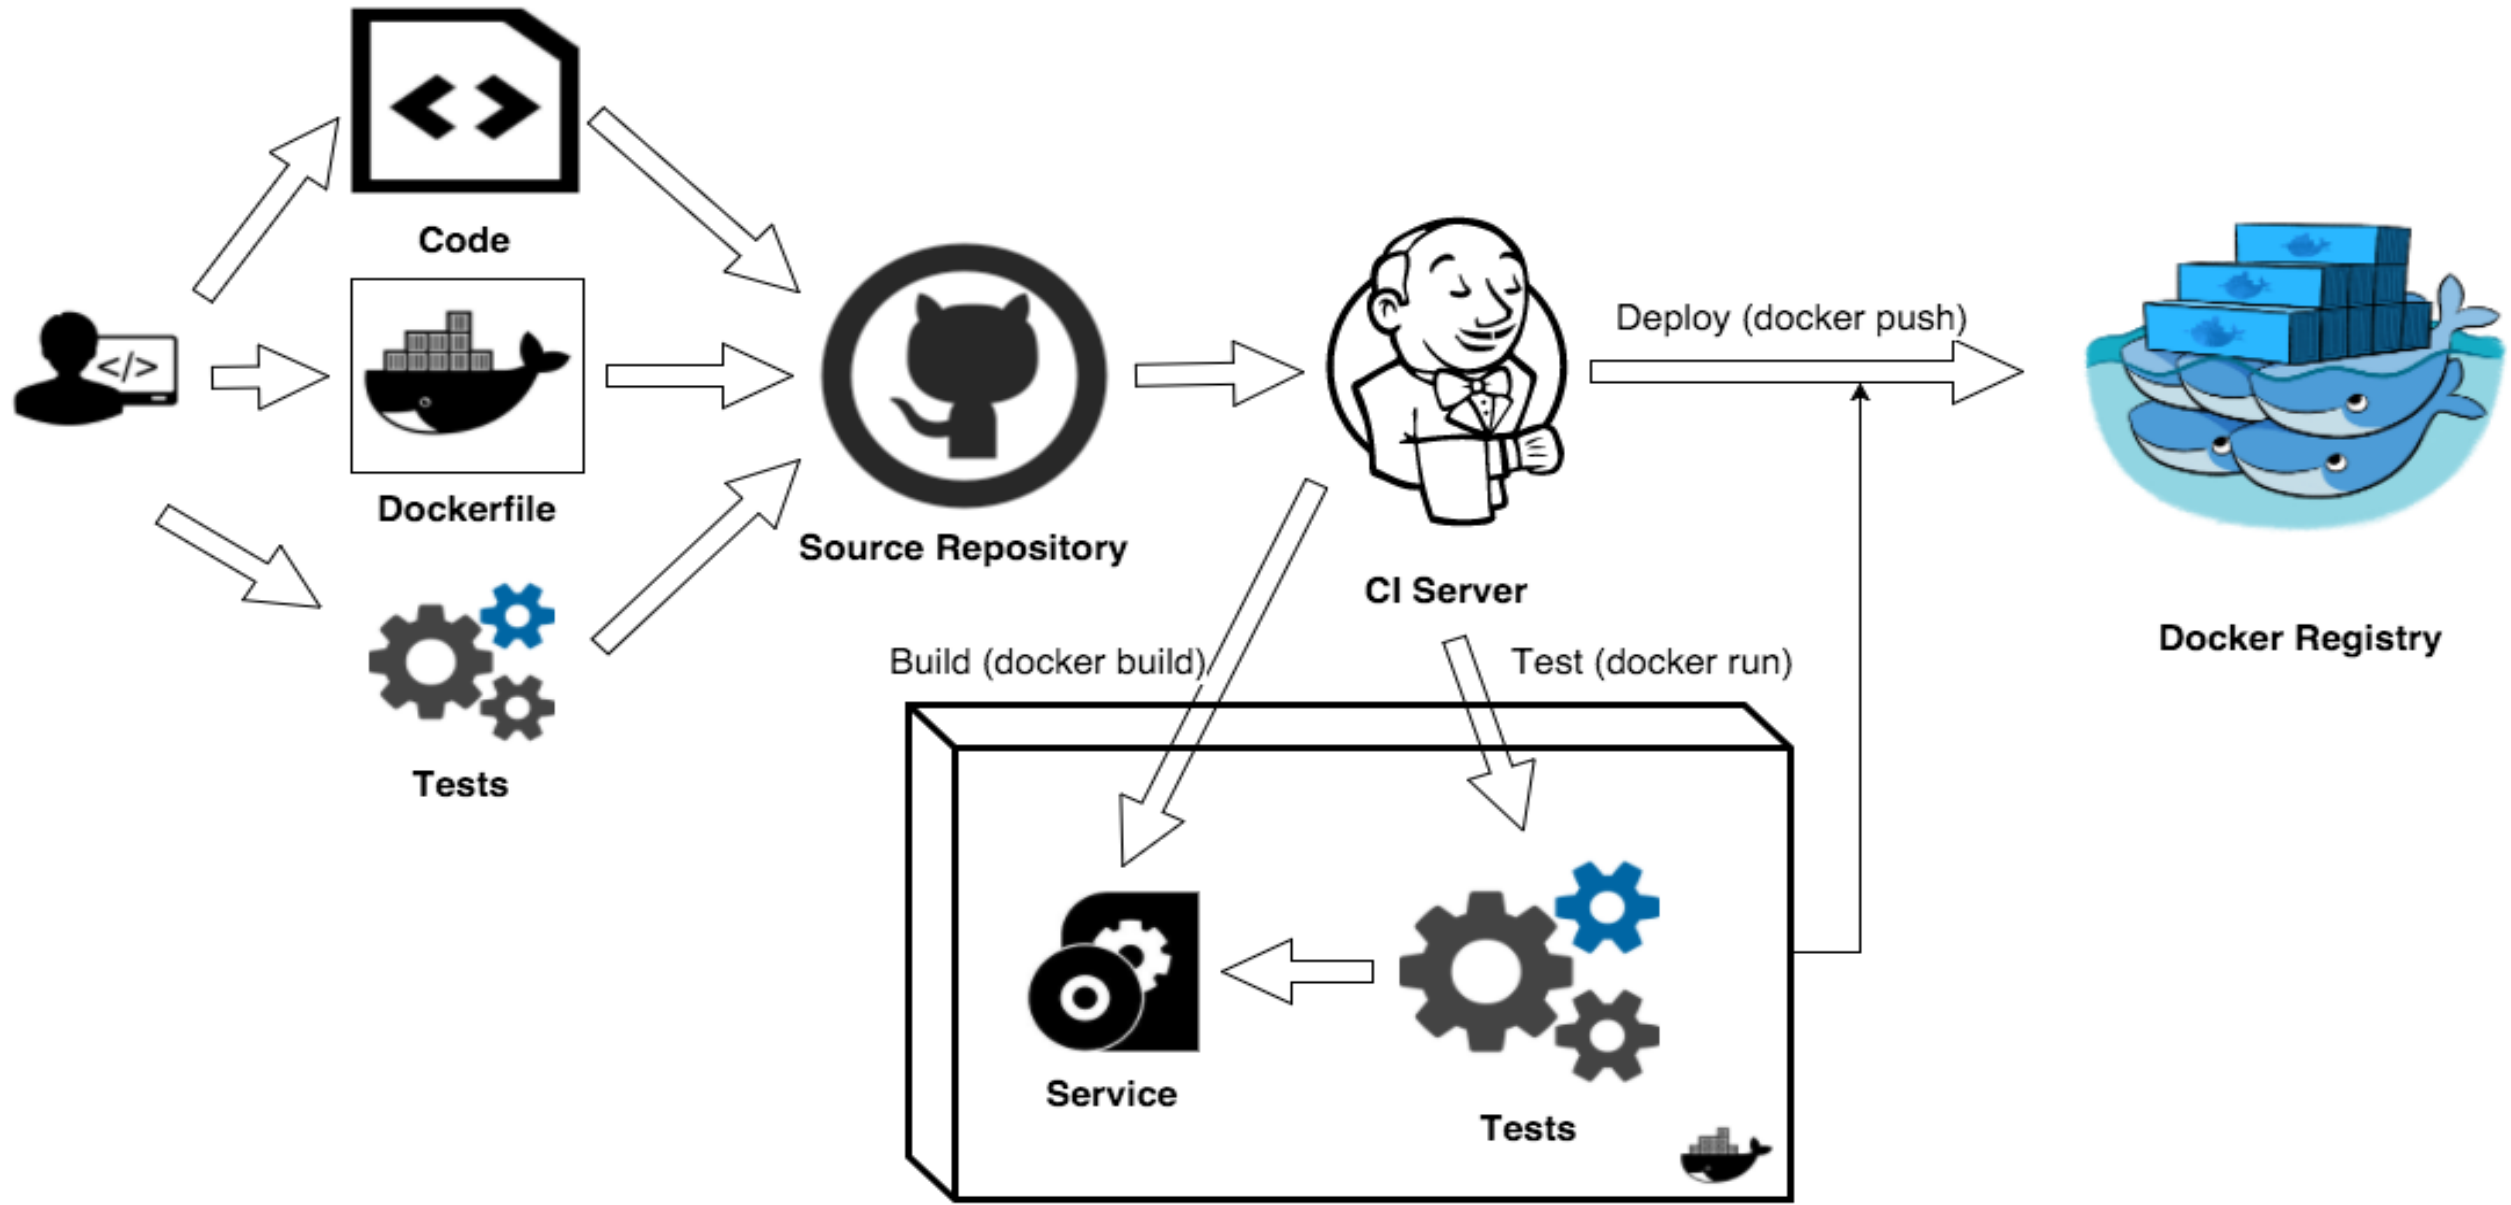 Code
</>
Dockerfile
Tests
Source Repository
CI Server
Deploy (docker push)
Docker Registry
Build (docker build)
Test (docker run)
Service
Tests